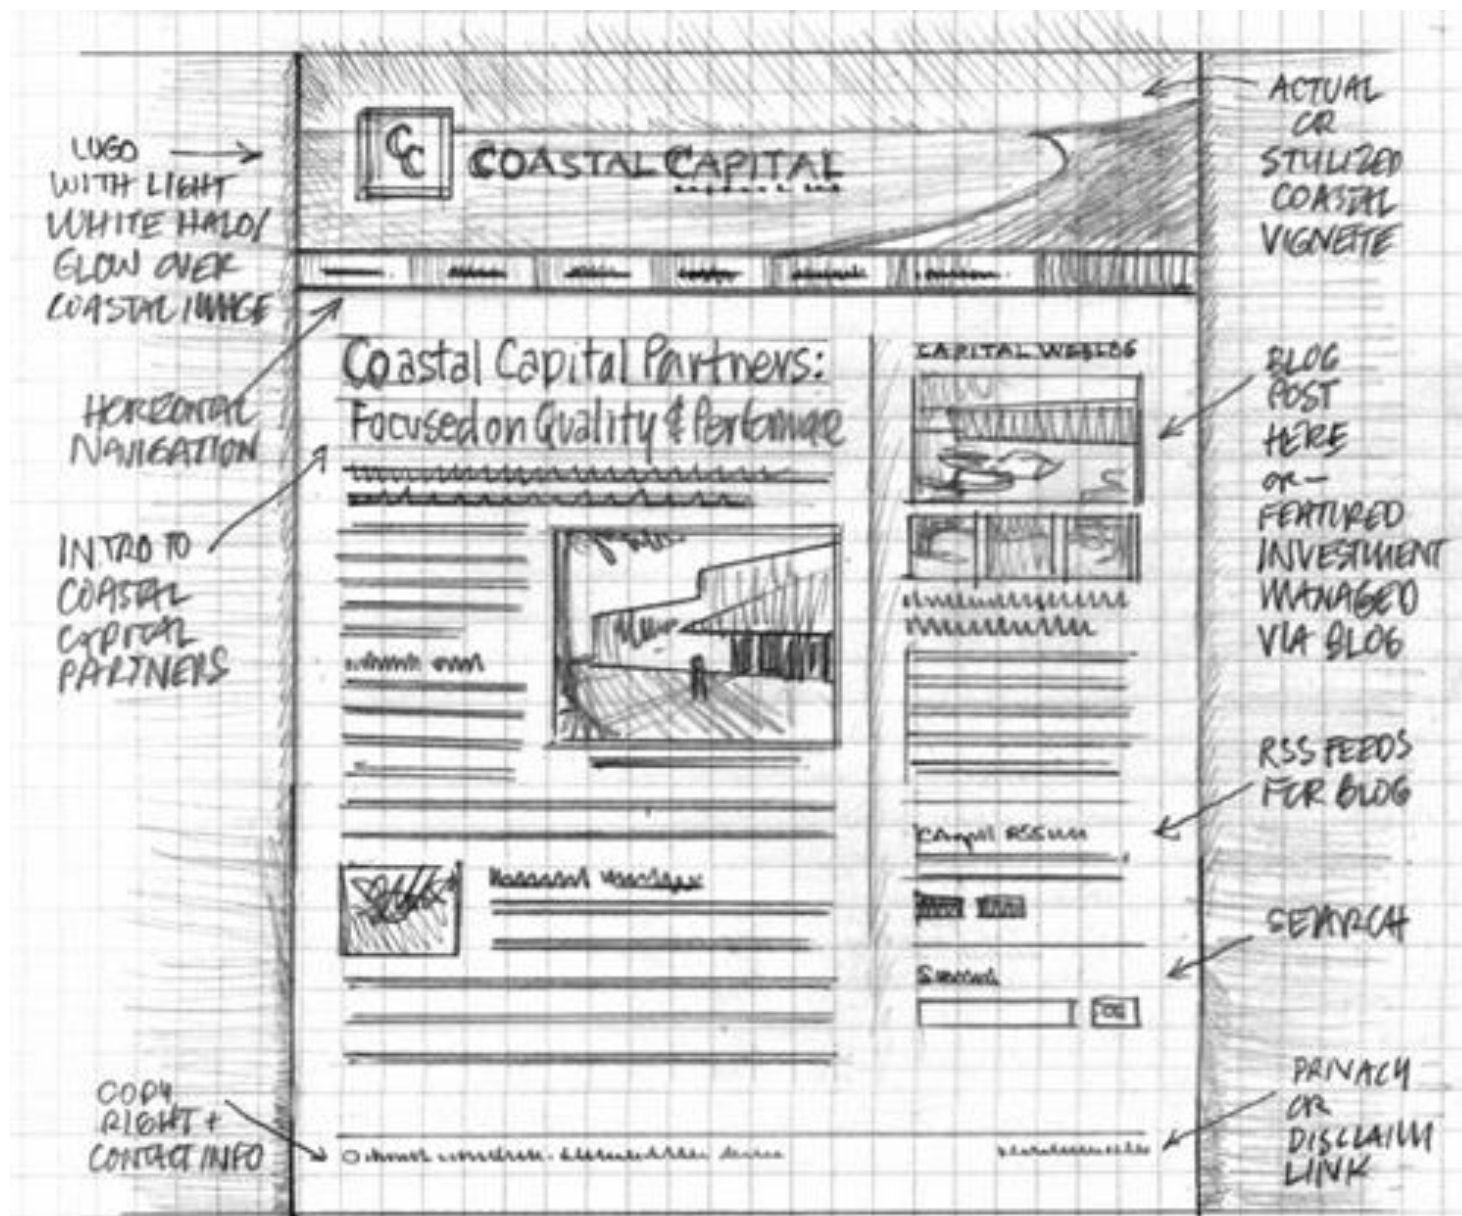 LOGO
WITH LIGHT
WHITE HALO/
GLOW OVER
COASTAL IMAGE
HORIZONTAL
NAVIGATION
INTRO TO
COASTAL
CAPITAL
PARTNERS
COPY
RIGHT +
CONTACT INFO
CC
COASTAL CAPITAL
Coastal Capital Partners:
Focused on Quality & Performance
CAPITAL WEBLOG
RSS
ACTUAL
OR
STYLIZED
COASTAL
VIGNETTE
BLOG
POST
HERE
OR—
FEATURED
INVESTMENT
MANAGED
VIA BLOG
RSS FEEDS
FOR BLOG
SEARCH
PRIVACY
OR
DISCLAIM
LINK